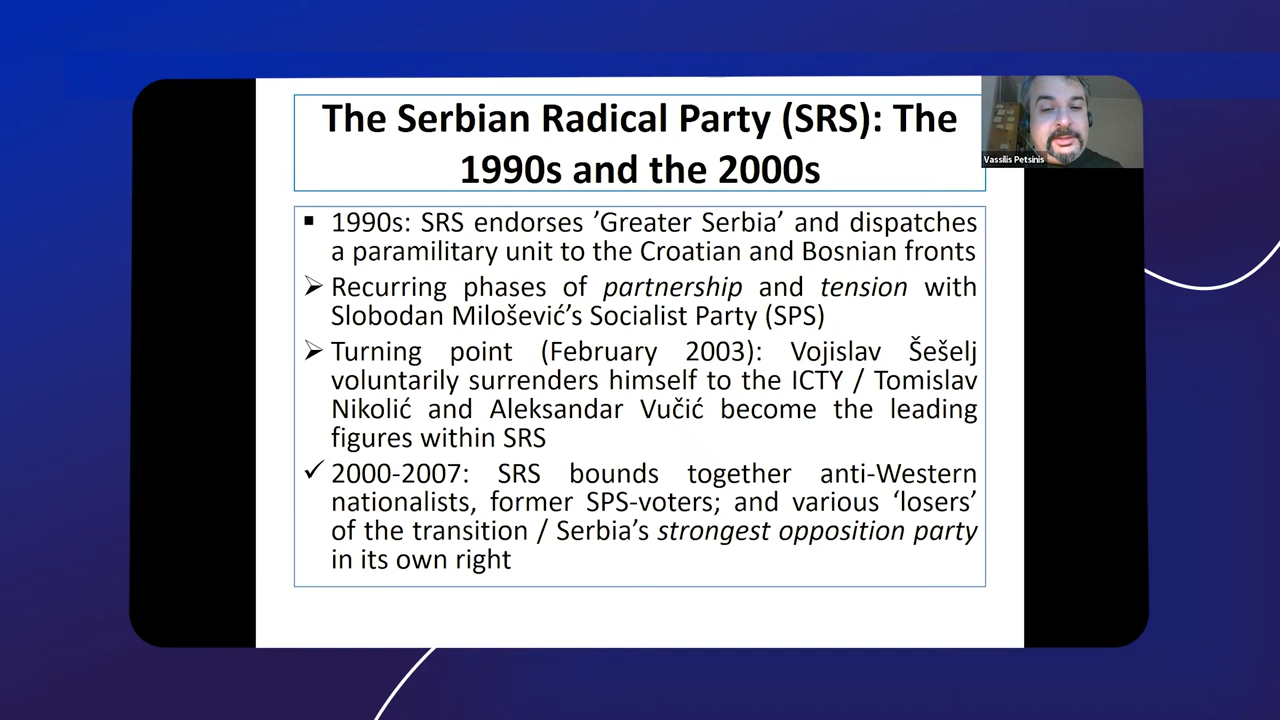 The Serbian Radical Party (SRS): The
1990s and the 2000s
Vassilis Petsinis
▪ 1990s: SRS endorses ’Greater Serbia’ and dispatches
a paramilitary unit to the Croatian and Bosnian fronts
➢ Recurring phases of partnership and tension with
Slobodan Milošević’s Socialist Party (SPS)
➢ Turning point (February 2003): Vojislav Šešelj
voluntarily surrenders himself to the ICTY / Tomislav
Nikolić and Aleksandar Vučić become the leading
figures within SRS
✓ 2000-2007: SRS bounds together anti-Western
nationalists, former SPS-voters; and various ‘losers’
of the transition / Serbia’s strongest opposition party
in its own right